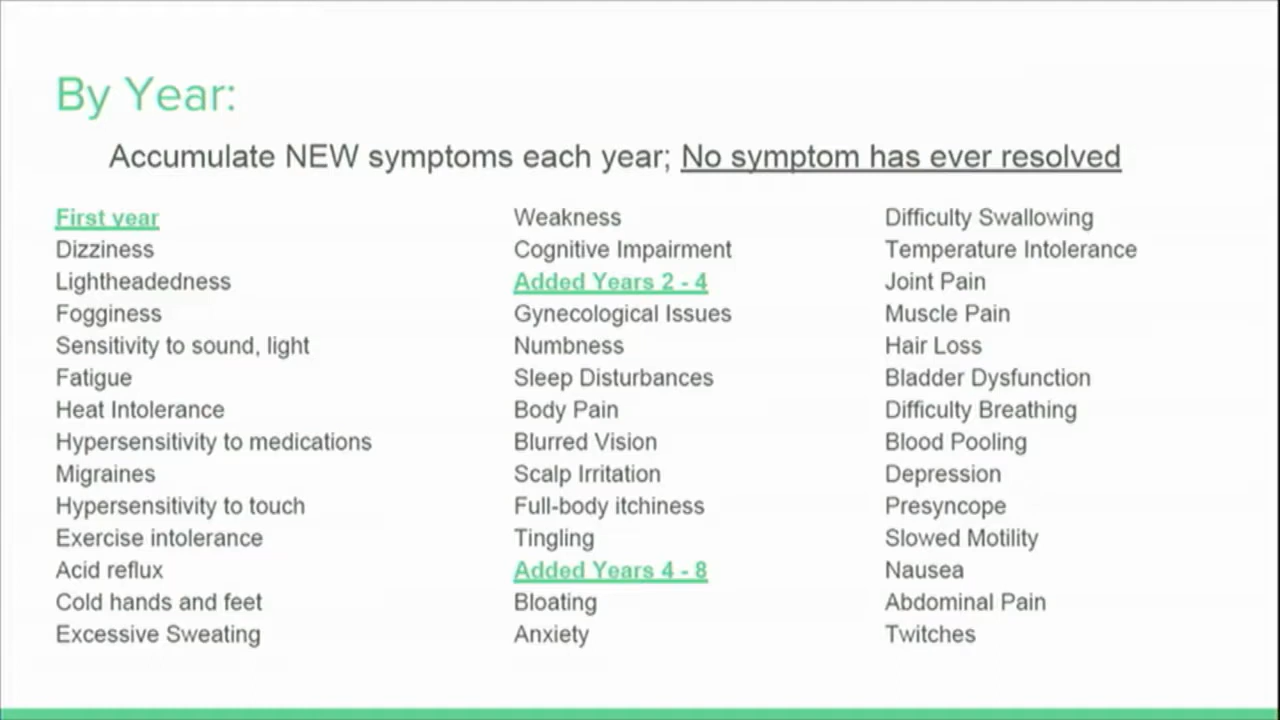 By Year:
Accumulate NEW symptoms each year; No symptom has ever resolved
First year
Dizziness
Lightheadedness
Fogginess
Sensitivity to sound, light
Fatigue
Heat Intolerance
Hypersensitivity to medications
Migraines
Hypersensitivity to touch
Exercise intolerance
Acid reflux
Cold hands and feet
Excessive Sweating
Weakness
Cognitive Impairment
Added Years 2 - 4
Gynecological Issues
Numbness
Sleep Disturbances
Body Pain
Blurred Vision
Scalp Irritation
Full-body itchiness
Tingling
Added Years 4 - 8
Bloating
Anxiety
Difficulty Swallowing
Temperature Intolerance
Joint Pain
Muscle Pain
Hair Loss
Bladder Dysfunction
Difficulty Breathing
Blood Pooling
Depression
Presyncope
Slowed Motility
Nausea
Abdominal Pain
Twitches